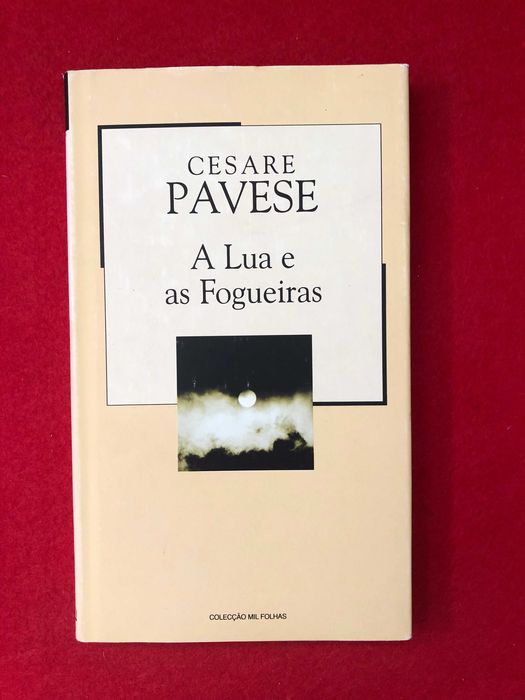 CESARE
PAVESE
A Lua e
as Fogueiras
COLECÇÃO MIL FOLHAS